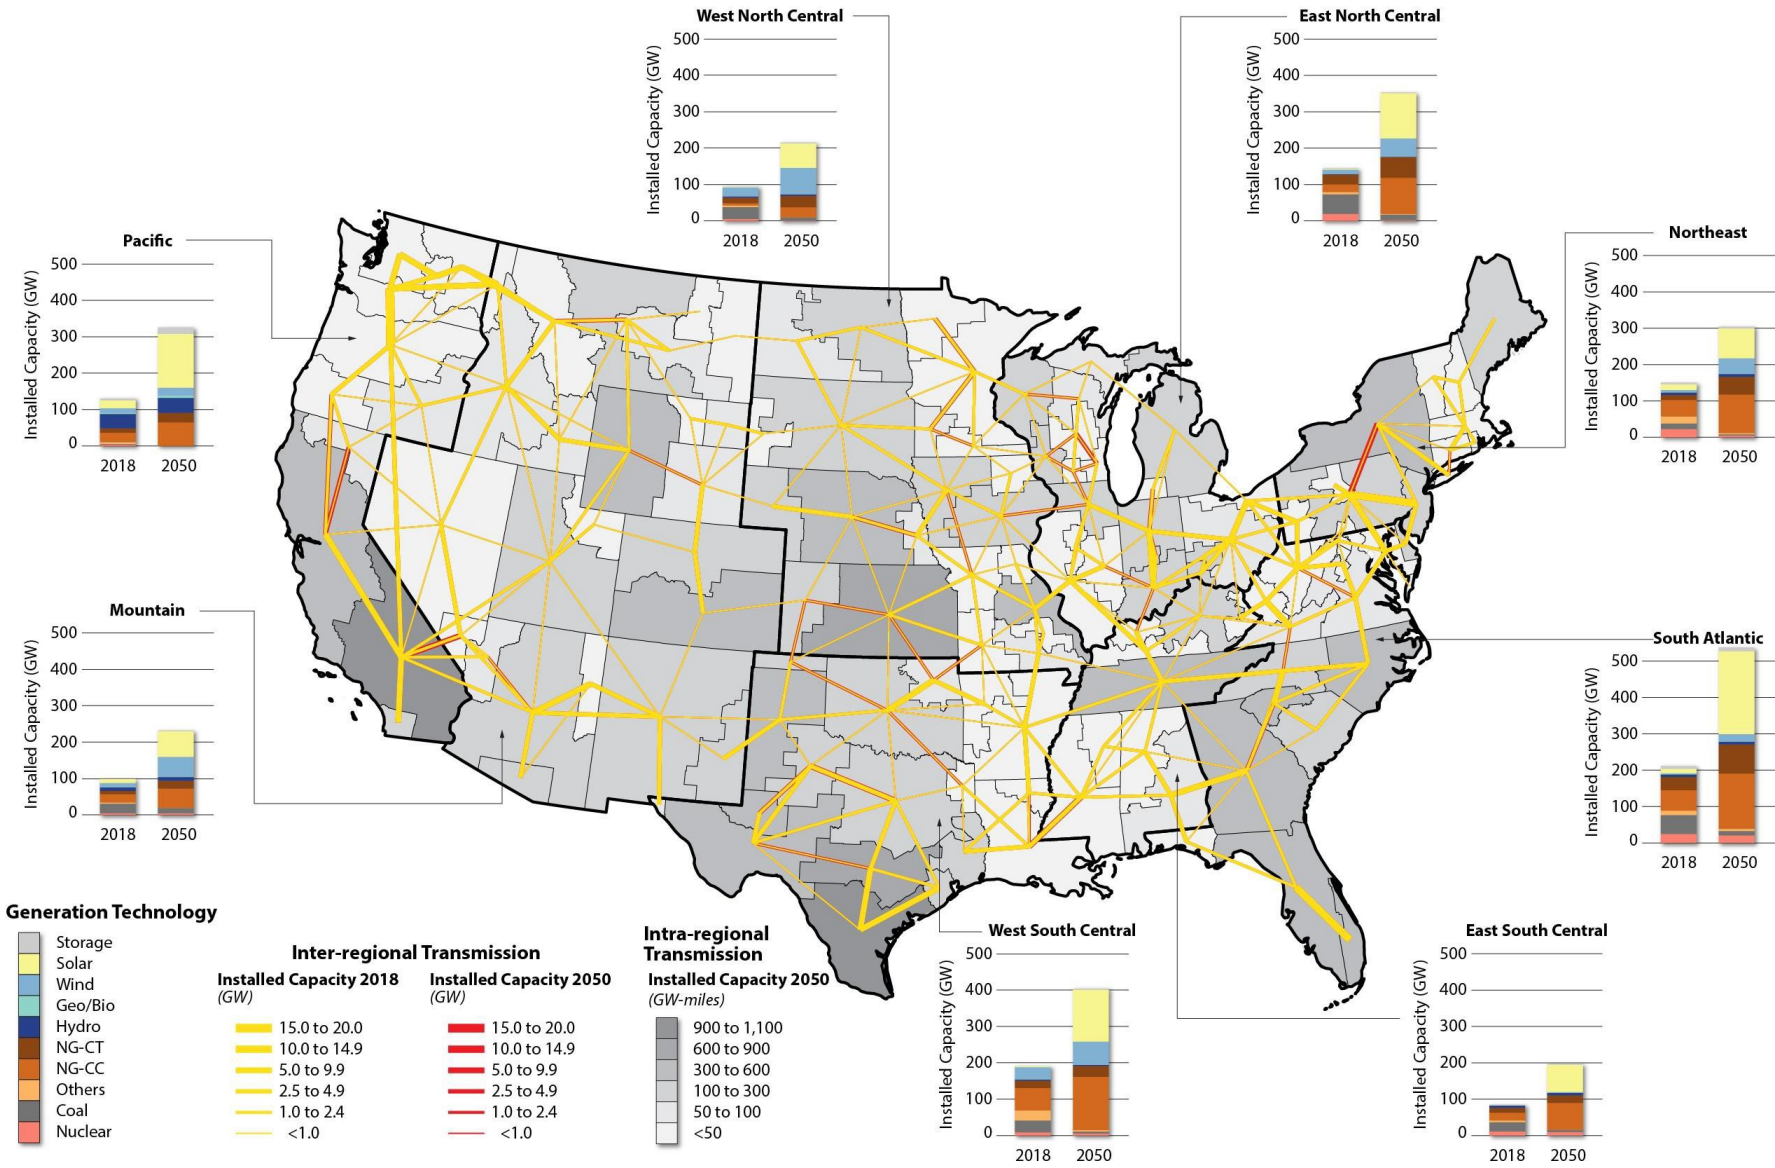 West North Central
Installed Capacity (GW)
500
400
300
200
100
0
2018 2050
East North Central
Installed Capacity (GW)
500
400
300
200
100
0
2018 2050
Pacific
Installed Capacity (GW)
500
400
300
200
100
0
2018 2050
Northeast
Installed Capacity (GW)
500
400
300
200
100
0
2018 2050
Mountain
Installed Capacity (GW)
500
400
300
200
100
0
2018 2050
South Atlantic
Installed Capacity (GW)
500
400
300
200
100
0
2018 2050
West South Central
Installed Capacity (GW)
500
400
300
200
100
0
2018 2050
East South Central
Installed Capacity (GW)
500
400
300
200
100
0
2018 2050
Generation Technology
Storage
Solar
Wind
Geo/Bio
Hydro
NG-CT
NG-CC
Others
Coal
Nuclear
Inter-regional Transmission
Installed Capacity 2018
(GW)
15.0 to 20.0
10.0 to 14.9
5.0 to 9.9
2.5 to 4.9
1.0 to 2.4
<1.0
Installed Capacity 2050
(GW)
15.0 to 20.0
10.0 to 14.9
5.0 to 9.9
2.5 to 4.9
1.0 to 2.4
<1.0
Intra-regional
Transmission
Installed Capacity 2050
(GW-miles)
900 to 1,100
600 to 900
300 to 600
100 to 300
50 to 100
<50